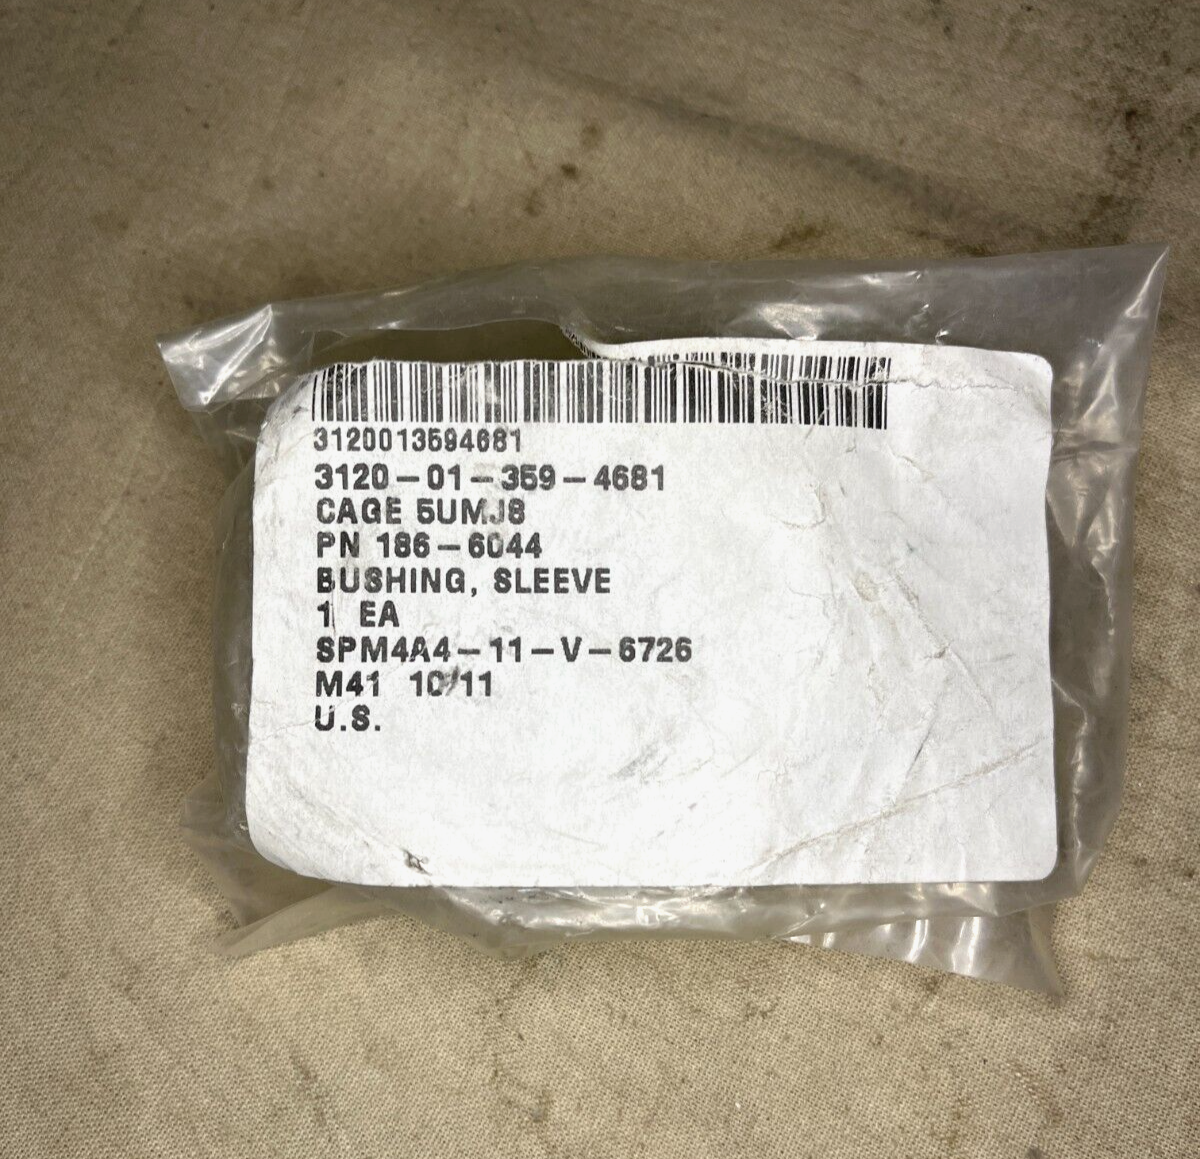 3120013594681
3120-01-359-4681
CAGE 5UMJ8
PN 186-6044
BUSHING, SLEEVE
1 EA
SPM4A4-11-V-6726
M41 10/11
U.S.